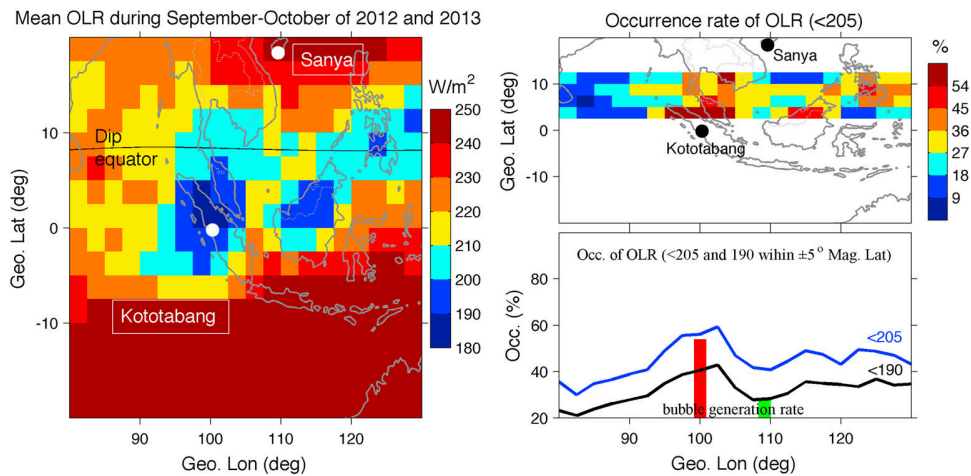 Mean OLR during September-October of 2012 and 2013
Sanya
Dip
equator
Kototabang
W/m²
250
240
230
220
210
200
190
180
10
0
-10
Geo. Lat (deg)
90
100
110
120
Geo. Lon (deg)
Occurrence rate of OLR (<205)
Sanya
Kototabang
%
54
45
36
27
18
9
10
0
-10
Geo. Lat (deg)
Occ. of OLR (<205 and 190 wihin ±5° Mag. Lat)
<205
<190
bubble generation rate
80
60
40
20
Occ. (%)
90
100
110
120
Geo. Lon (deg)